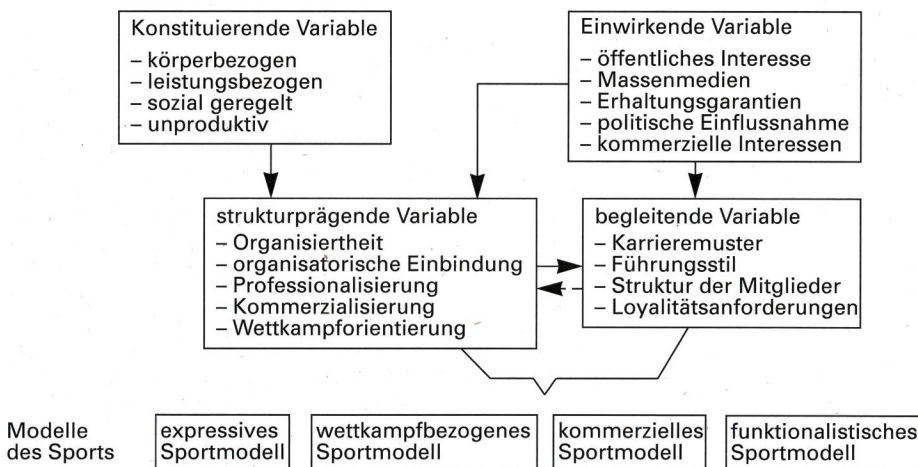 Konstituierende Variable
– körperbezogen
– leistungsbezogen
– sozial geregelt
– unproduktiv
Einwirkende Variable
– öffentliches Interesse
– Massenmedien
– Erhaltungsgarantien
– politische Einflussnahme
– kommerzielle Interessen
strukturprägende Variable
– Organisiertheit
– organisatorische Einbindung
– Professionalisierung
– Kommerzialisierung
– Wettkampforientierung
begleitende Variable
– Karrieremuster
– Führungsstil
– Struktur der Mitglieder
– Loyalitätsanforderungen
Modelle
des Sports
expressives
Sportmodell
wettkampfbezogenes
Sportmodell
kommerzielles
Sportmodell
funktionalistisches
Sportmodell